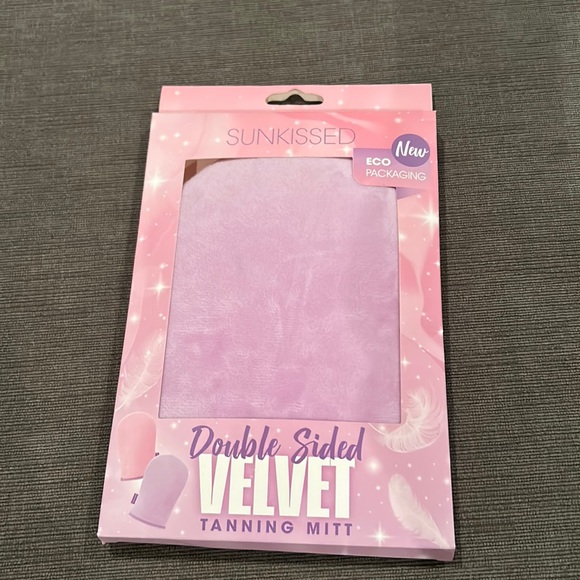 SUNKISSED
New
ECO
PACKAGING
Double Sided
VELVET
TANNING MITT